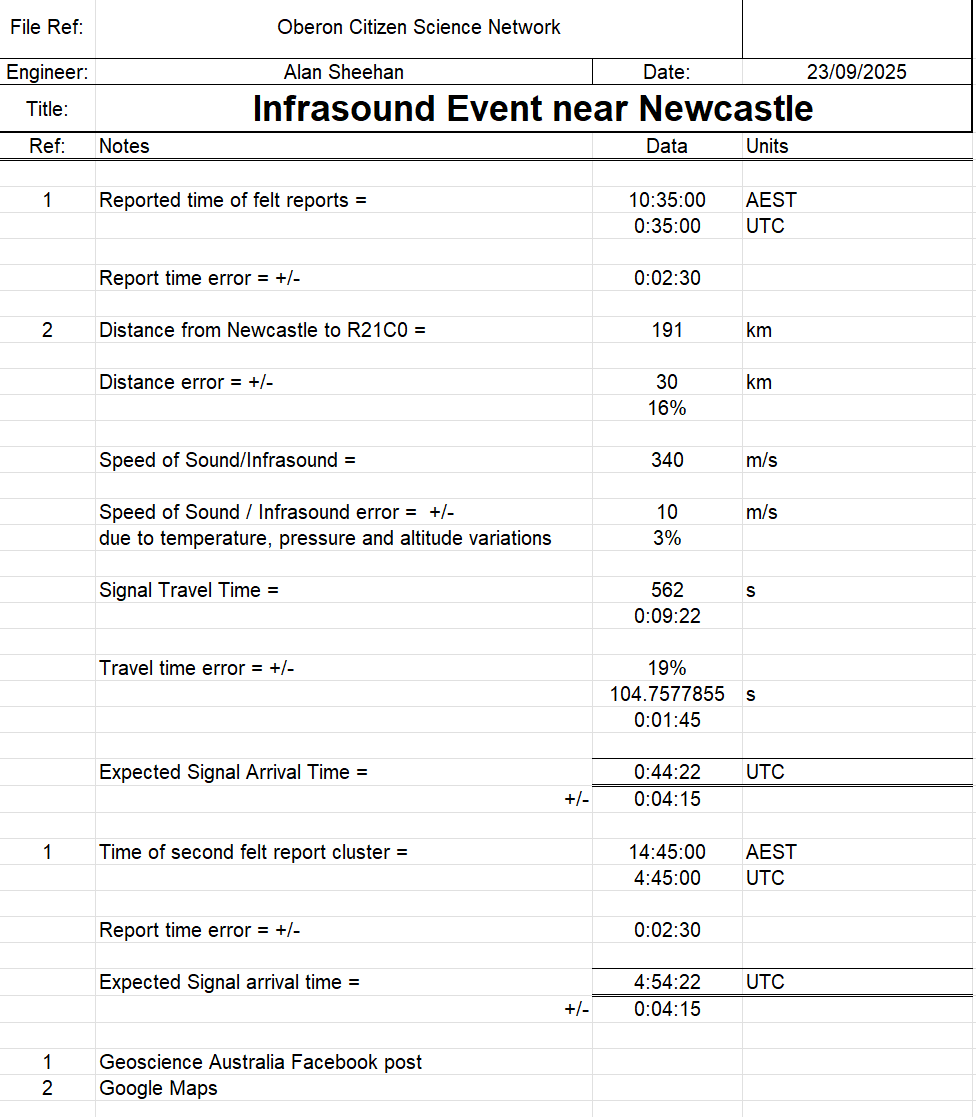 File Ref: Oberon Citizen Science Network
Engineer: Alan Sheehan Date: 23/09/2025
Title: Infrasound Event near Newcastle
Ref: Notes Data Units
1 Reported time of felt reports = 10:35:00 AEST
0:35:00 UTC
Report time error = +/- 0:02:30
2 Distance from Newcastle to R21C0 = 191 km
Distance error = +/- 30 km
16%
Speed of Sound/Infrasound = 340 m/s
Speed of Sound / Infrasound error = +/- 10 m/s
due to temperature, pressure and altitude variations 3%
Signal Travel Time = 562 s
0:09:22
Travel time error = +/- 19%
104.7577855 s
0:01:45
Expected Signal Arrival Time = 0:44:22 UTC
+/- 0:04:15
1 Time of second felt report cluster = 14:45:00 AEST
4:45:00 UTC
Report time error = +/- 0:02:30
Expected Signal arrival time = 4:54:22 UTC
+/- 0:04:15
1 Geoscience Australia Facebook post
2 Google Maps